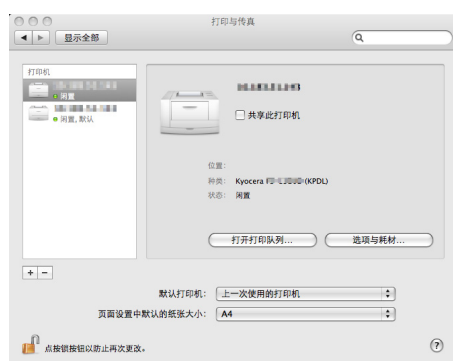 打印与传真
显示全部
打印机
闲置
闲置, 默认
共享此打印机
位置:
种类: Kyocera (KPDL)
状态: 闲置
打开打印队列... 选项与耗材...
+ −
默认打印机: 上一次使用的打印机
页面设置中默认的纸张大小: A4
点按锁按钮以防止再次更改。 ?